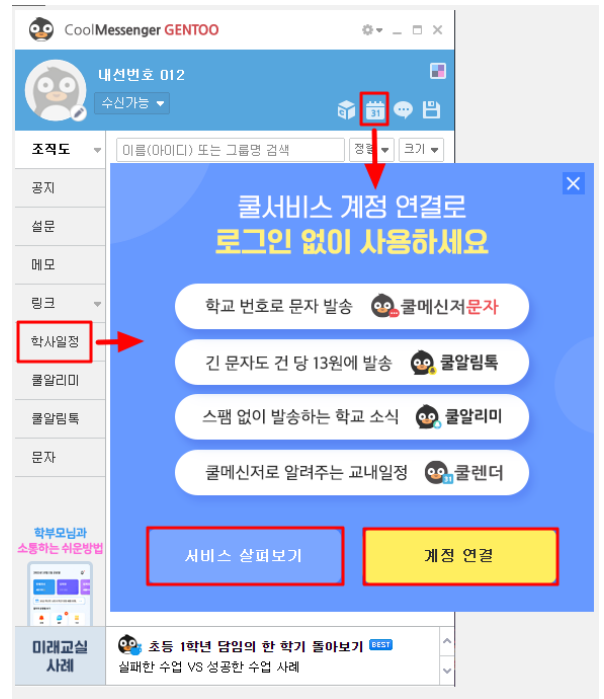 CoolMessenger GENTOO
내선번호 012
수신가능
31
조직도
이름(아이디) 또는 그룹명 검색
정렬
크기
공지
설문
메모
링크
학사일정
쿨알리미
쿨알림톡
문자
쿨서비스 계정 연결로
로그인 없이 사용하세요
학교 번호로 문자 발송 쿨메신저문자
긴 문자도 건 당 13원에 발송 쿨알림톡
스팸 없이 발송하는 학교 소식 쿨알리미
쿨메신저로 알려주는 교내일정 31 쿨렌더
서비스 살펴보기
계정 연결
학부모님과
소통하는 쉬운방법
미래교실
사례
초등 1학년 담임의 한 학기 돌아보기 BEST
실패한 수업 VS 성공한 수업 사례